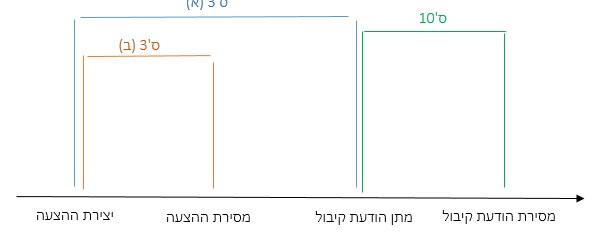 ס'3 (א)
ס'10
ס'3 (ב)
יצירת ההצעה
מסירת ההצעה
מתן הודעת קיבול
מסירת הודעת קיבול